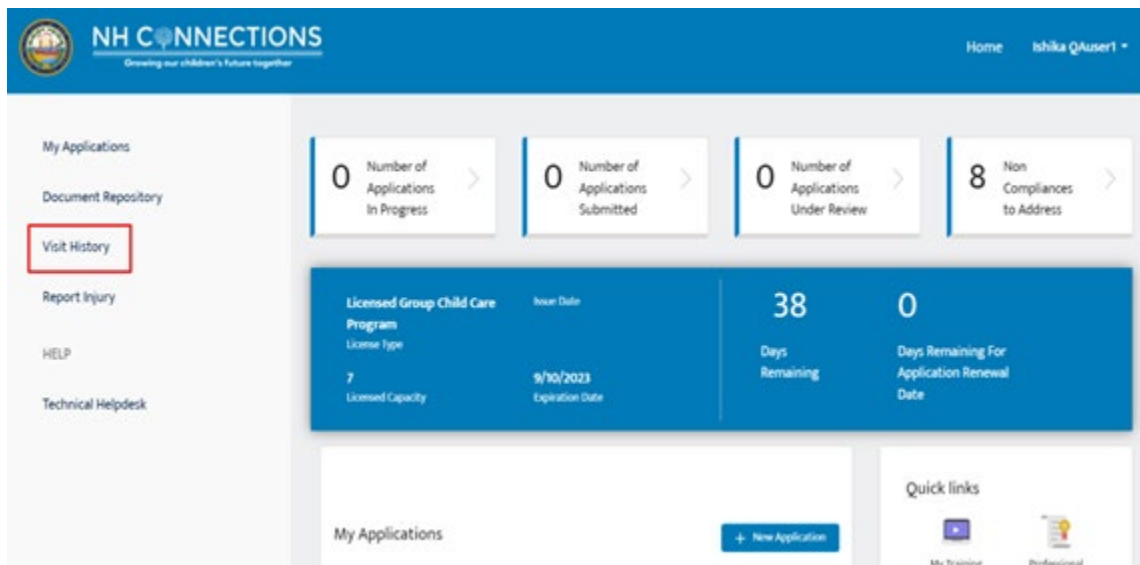 NH CONNECTIONS
Growing our children's future together
Home
Ishika QAuser1
My Applications
Document Repository
Visit History
Report Injury
HELP
Technical Helpdesk
0
Number of
Applications
In Progress
0
Number of
Applications
Submitted
0
Number of
Applications
Under Review
8
Non
Compliances
to Address
Licensed Group Child Care
Program
License Type
Issue Date
7
Licensed Capacity
9/10/2023
Expiration Date
38
Days
Remaining
0
Days Remaining For
Application Renewal
Date
My Applications
+ New Application
Quick links
My Training
Professional